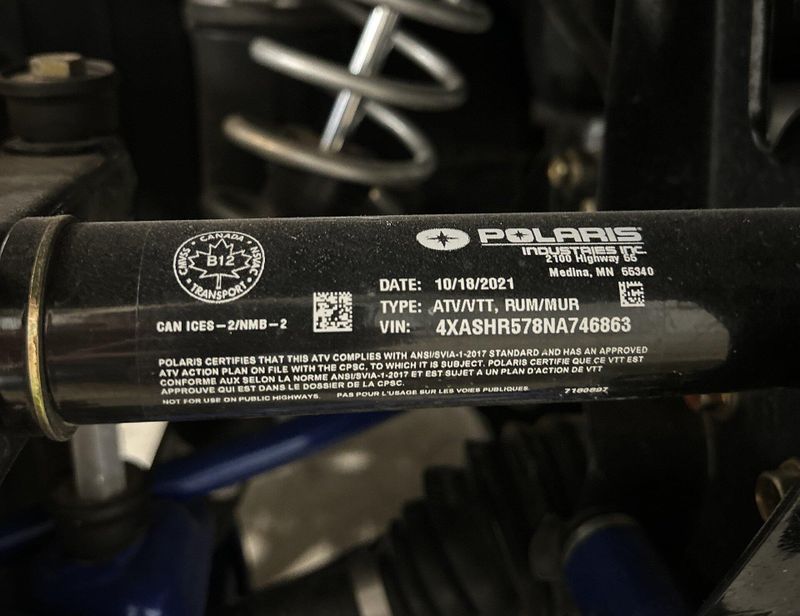 CANADA
B12
SVMC
NSMAC
TRANSPORT
POLARIS
INDUSTRIES INC.
2100 Highway 55
Medina, MN 55340
DATE: 10/18/2021
TYPE: ATV/VTT, RUM/MUR
CAN ICES-2/NMB-2
VIN: 4XASHR578NA746863
POLARIS CERTIFIES THAT THIS ATV COMPLIES WITH ANSI/SVIA-1-2017 STANDARD AND HAS AN APPROVED
ATV ACTION PLAN ON FILE WITH THE CPSC, TO WHICH IT IS SUBJECT. POLARIS CERTIFIE QUE CE VTT EST
CONFORME AUX SELON LA NORME ANSI/SVIA-1-2017 ET EST SUJET A UN PLAN D'ACTION DE VTT
APPROUVE QUI EST DANS LE DOSSIER DE LA CPSC.
NOT FOR USE ON PUBLIC HIGHWAYS. PAS POUR L'USAGE SUR LES VOIES PUBLIQUES. 7180897